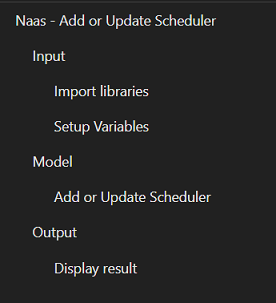 Naas - Add or Update Scheduler
Input
Import libraries
Setup Variables
Model
Add or Update Scheduler
Output
Display result